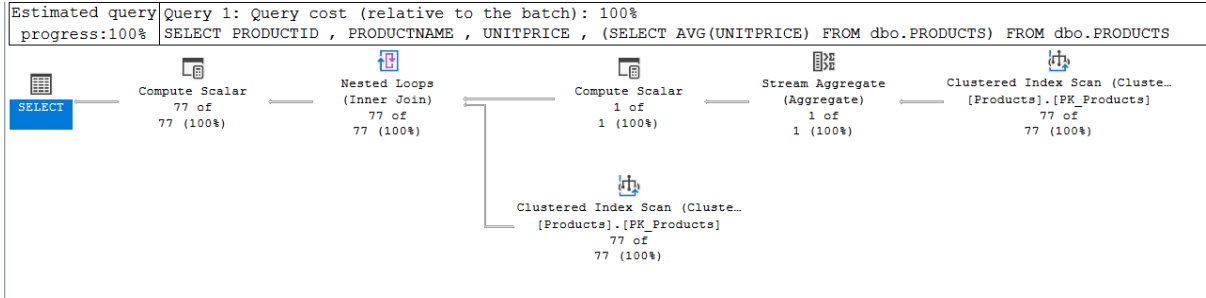 Estimated query
progress:100%
Query 1: Query cost (relative to the batch): 100%
SELECT PRODUCTID , PRODUCTNAME , UNITPRICE , (SELECT AVG(UNITPRICE) FROM dbo.PRODUCTS) FROM dbo.PRODUCTS
SELECT
Compute Scalar
77 of
77 (100%)
Nested Loops
(Inner Join)
77 of
77 (100%)
Compute Scalar
1 of
1 (100%)
Stream Aggregate
(Aggregate)
1 of
1 (100%)
Clustered Index Scan (Cluste…
[Products].[PK_Products]
77 of
77 (100%)
Clustered Index Scan (Cluste…
[Products].[PK_Products]
77 of
77 (100%)